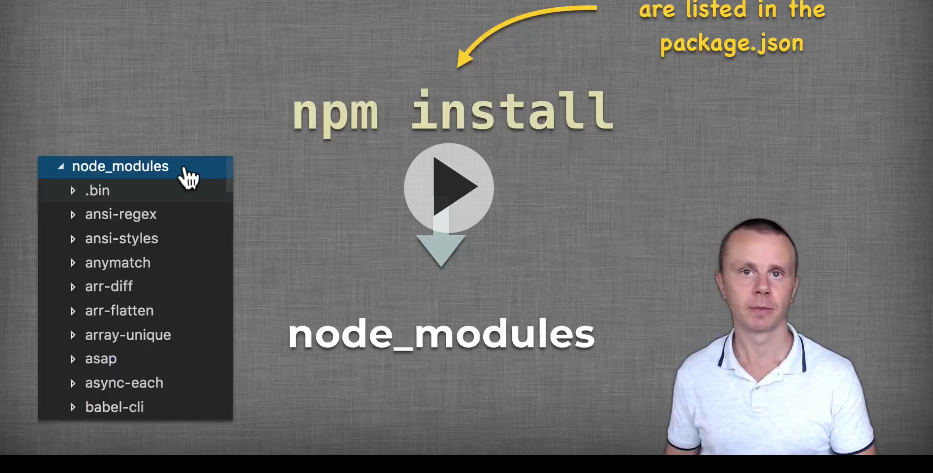 are listed in the
package.json
npm install
node_modules
.bin
ansi-regex
ansi-styles
anymatch
arr-diff
arr-flatten
array-unique
asap
async-each
babel-cli
node_modules